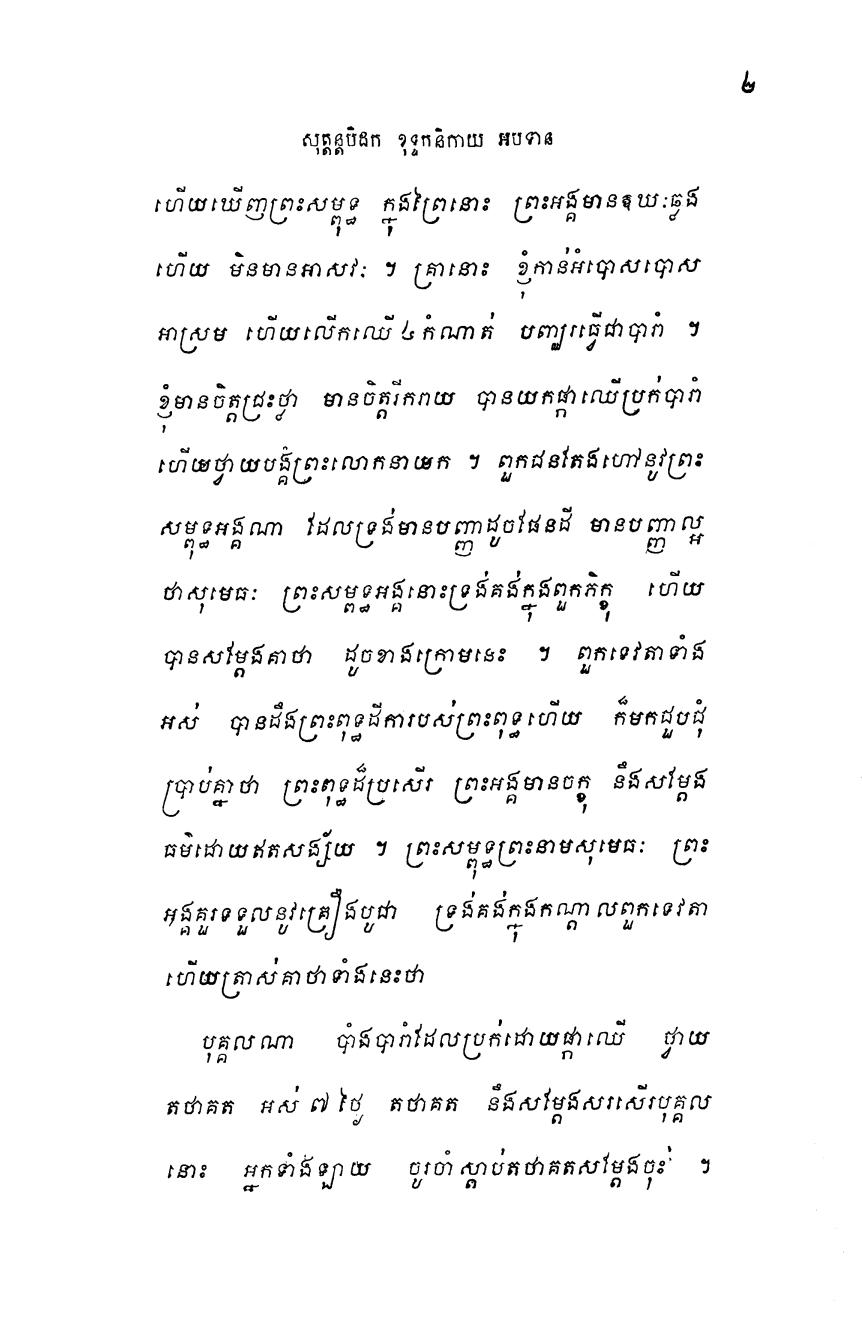 ២
សុត្តន្តបិដក ខុទ្ទកនិកាយ អបទាន
ហើយឃើញព្រះសម្ពុទ្ធ ក្នុងព្រៃនោះ ព្រះអង្គមានឱឃៈឆ្លង
ហើយ មិនមានអាសវៈ ។ គ្រានោះ ខ្ញុំកាន់អំបោសបោស
អាស្រម ហើយលើកឈើ ៤ កំណាត់ បញ្ឈរធ្វើជាបារាំ ។
ខ្ញុំមានចិត្តជ្រះថ្លា មានចិត្តរីករាយ បានយកផ្កាឈើប្រក់បារាំ
ហើយថ្វាយបង្គំព្រះលោកនាយក ។ ពួកជនតែងហៅនូវព្រះ
សម្ពុទ្ធអង្គណា ដែលទ្រង់មានបញ្ញាដូចផែនដី មានបញ្ញាល្អ
ថាសុមេធៈ ព្រះសម្ពុទ្ធអង្គនោះទ្រង់គង់ក្នុងពួកភិក្ខុ ហើយ
បានសម្តែងគាថា ដូចខាងក្រោមនេះ ។ ពួកទេវតាទាំង
អស់ បានដឹងព្រះពុទ្ធដីការបស់ព្រះពុទ្ធហើយ ក៏មកជួបជុំ
ប្រាប់គ្នាថា ព្រះពុទ្ធដ៏ប្រសើរ ព្រះអង្គមានចក្ខុ នឹងសម្តែង
ធម៌ដោយឥតសង្ស័យ ។ ព្រះសម្ពុទ្ធព្រះនាមសុមេធៈ ព្រះ
អង្គគួរទទួលនូវគ្រឿងបូជា ទ្រង់គង់ក្នុងកណ្តាលពួកទេវតា
ហើយត្រាស់គាថាទាំងនេះថា
បុគ្គលណា បាំងបារាំដែលប្រក់ដោយផ្កាឈើ ថ្វាយ
តថាគត អស់ ៧ ថ្ងៃ តថាគត នឹងសម្តែងសរសើរបុគ្គល
នោះ អ្នកទាំងឡាយ ចូរចាំស្តាប់តថាគតសម្តែងចុះ ។